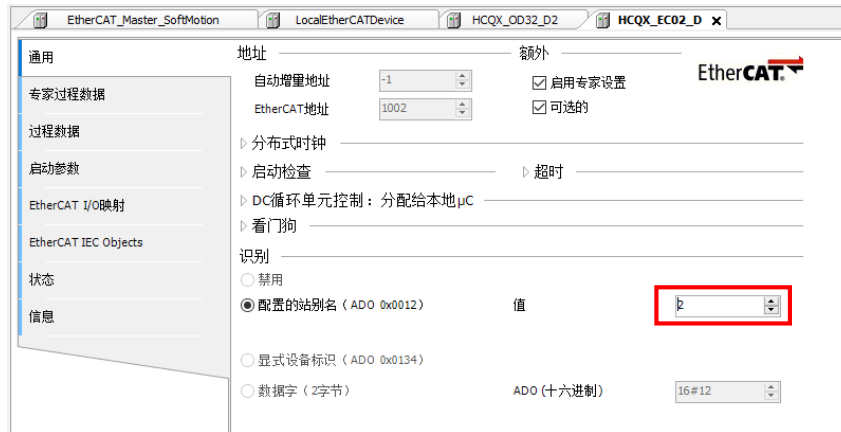 EtherCAT_Master_SoftMotion LocalEtherCATDevice HCQX_OD32_D2 HCQX_EC02_D
通用
专家过程数据
过程数据
启动参数
EtherCAT I/O映射
EtherCAT IEC Objects
状态
信息
地址 额外
自动增量地址 -1 启用专家设置
EtherCAT地址 1002 可选的
EtherCAT
分布式时钟
启动检查 超时
DC循环单元控制：分配给本地µC
看门狗
识别
禁用
配置的站别名（ADO 0x0012） 值 2
显式设备标识（ADO 0x0134）
数据字（2字节） ADO (十六进制) 16#12